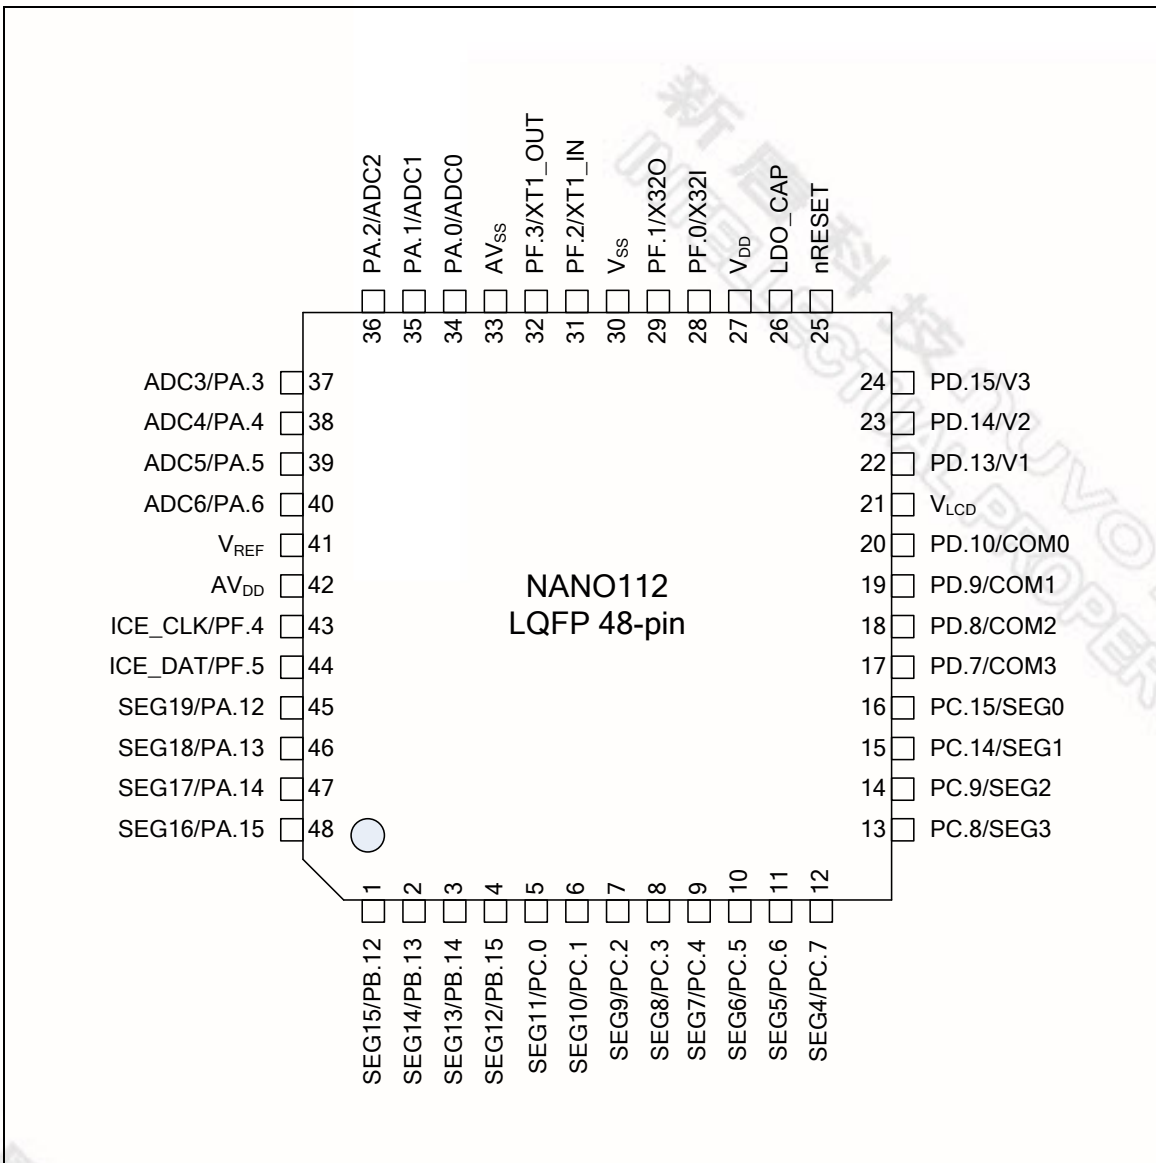 PA.2/ADC2
PA.1/ADC1
PA.0/ADC0
AVSS
PF.3/XT1_OUT
PF.2/XT1_IN
VSS
PF.1/X32O
PF.0/X32I
VDD
LDO_CAP
nRESET
36
35
34
33
32
31
30
29
28
27
26
25
ADC3/PA.3 37
ADC4/PA.4 38
ADC5/PA.5 39
ADC6/PA.6 40
VREF 41
AVDD 42
ICE_CLK/PF.4 43
ICE_DAT/PF.5 44
SEG19/PA.12 45
SEG18/PA.13 46
SEG17/PA.14 47
SEG16/PA.15 48
NANO112
LQFP 48-pin
24 PD.15/V3
23 PD.14/V2
22 PD.13/V1
21 VLCD
20 PD.10/COM0
19 PD.9/COM1
18 PD.8/COM2
17 PD.7/COM3
16 PC.15/SEG0
15 PC.14/SEG1
14 PC.9/SEG2
13 PC.8/SEG3
1
2
3
4
5
6
7
8
9
10
11
12
SEG15/PB.12
SEG14/PB.13
SEG13/PB.14
SEG12/PB.15
SEG11/PC.0
SEG10/PC.1
SEG9/PC.2
SEG8/PC.3
SEG7/PC.4
SEG6/PC.5
SEG5/PC.6
SEG4/PC.7
新唐科技 nuvo
INTELLECTUAL PROPER